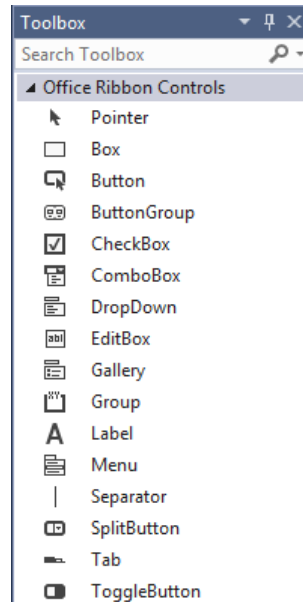 Toolbox
Search Toolbox
Office Ribbon Controls
Pointer
Box
Button
ButtonGroup
CheckBox
ComboBox
DropDown
EditBox
Gallery
Group
Label
Menu
Separator
SplitButton
Tab
ToggleButton